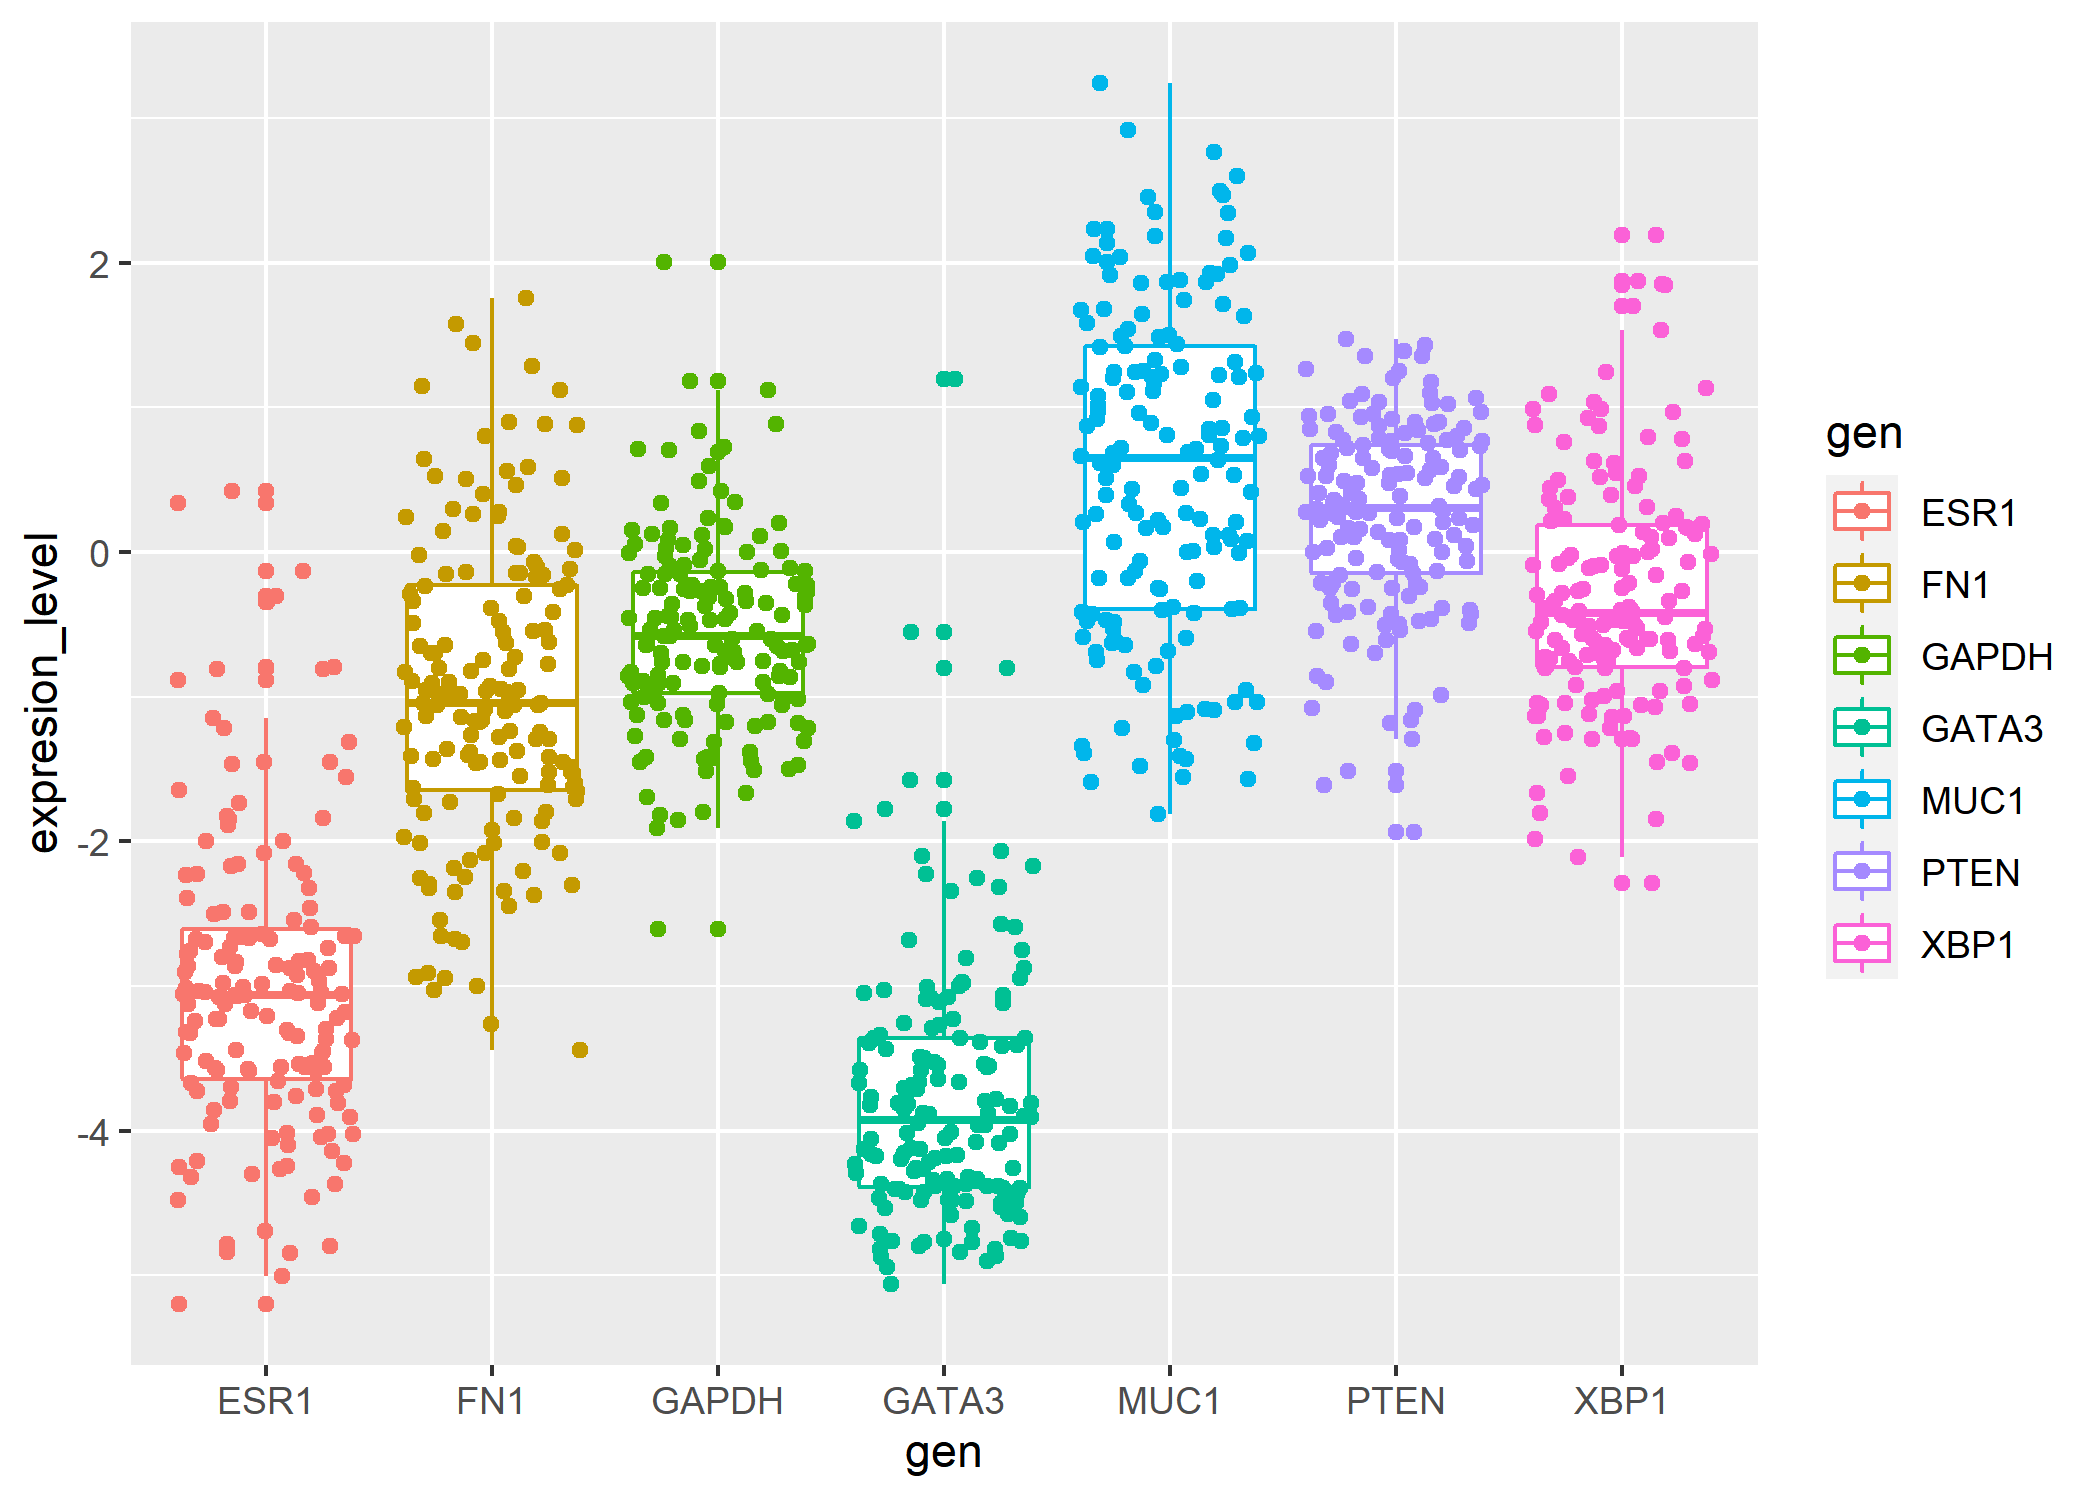 expresion_level
2
0
-2
-4
ESR1 FN1 GAPDH GATA3 MUC1 PTEN XBP1
gen
gen
ESR1
FN1
GAPDH
GATA3
MUC1
PTEN
XBP1